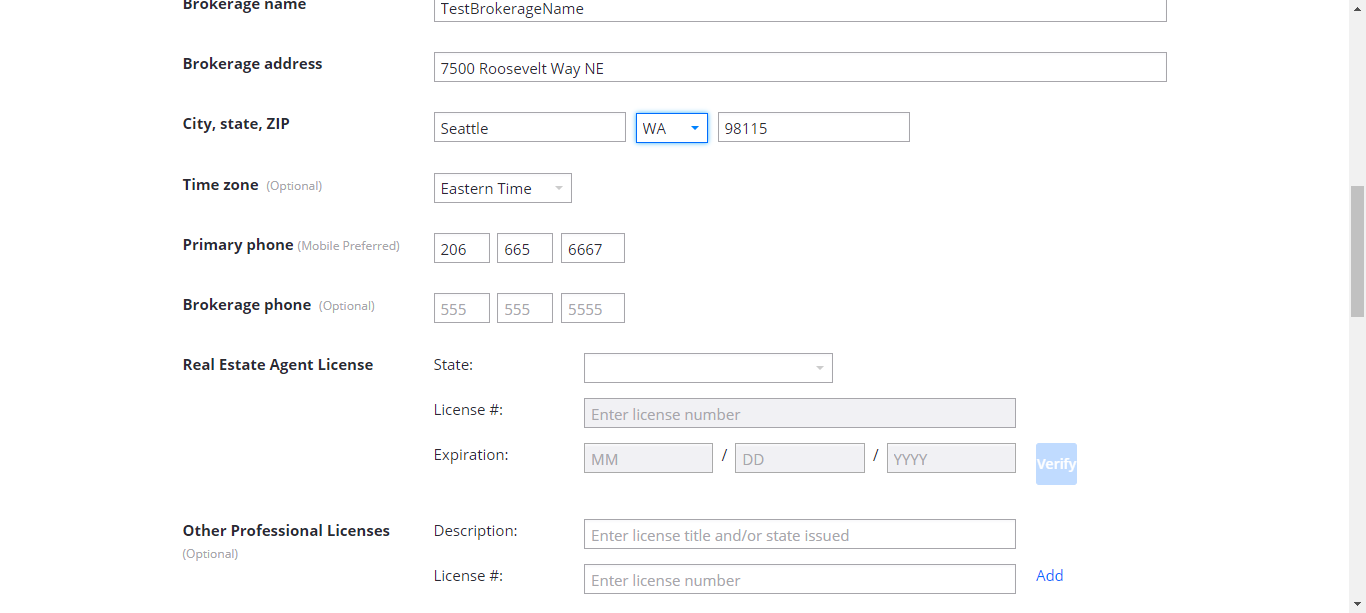 Brokerage name TestBrokerageName
Brokerage address 7500 Roosevelt Way NE
City, state, ZIP Seattle WA 98115
Time zone (Optional) Eastern Time
Primary phone (Mobile Preferred) 206 665 6667
Brokerage phone (Optional) 555 555 5555
Real Estate Agent License State:
License #: Enter license number
Expiration: MM / DD / YYYY Verify
Other Professional Licenses Description: Enter license title and/or state issued
(Optional)
License #: Enter license number Add